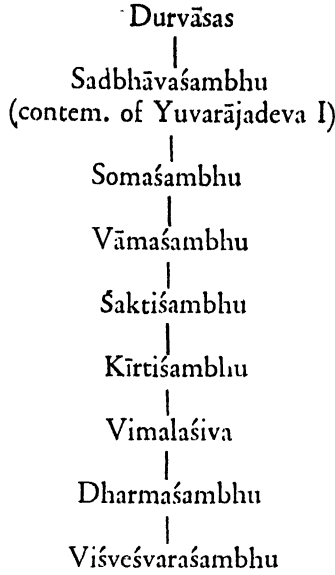 Durvāsas
Sadbhāvaśambhu
(contem. of Yuvarājadeva I)
Somaśambhu
Vāmaśambhu
Śaktiśambhu
Kīrtiśambhu
Vimalaśiva
Dharmaśambhu
Viśveśvaraśambhu